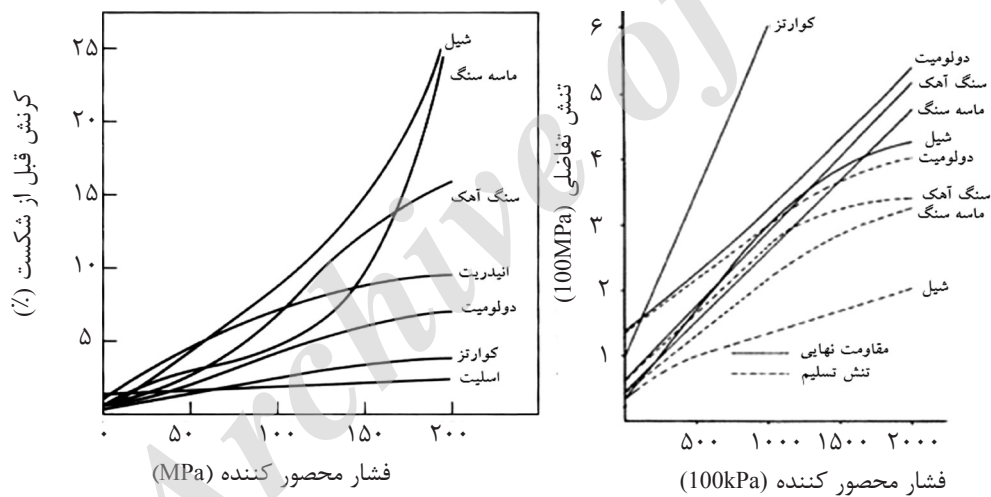 ۲۵
۲۰
۱۵
۱۰
۵
۰
۵۰
۱۰۰
۱۵۰
۲۰۰
کرنش قبل از شکست (٪)
فشار محصور کننده (MPa)
شیل
ماسه سنگ
سنگ آهک
انیدریت
دولومیت
کوارتز
اسلیت
۶
۵
۴
۳
۲
۱
۵۰۰
۱۰۰۰
۱۵۰۰
۲۰۰۰
تنش تفاضلی (100MPa)
فشار محصور کننده (100kPa)
کوارتز
دولومیت
سنگ آهک
ماسه سنگ
شیل
دولومیت
سنگ آهک
ماسه سنگ
شیل
مقاومت نهایی
تنش تسلیم
Archive of